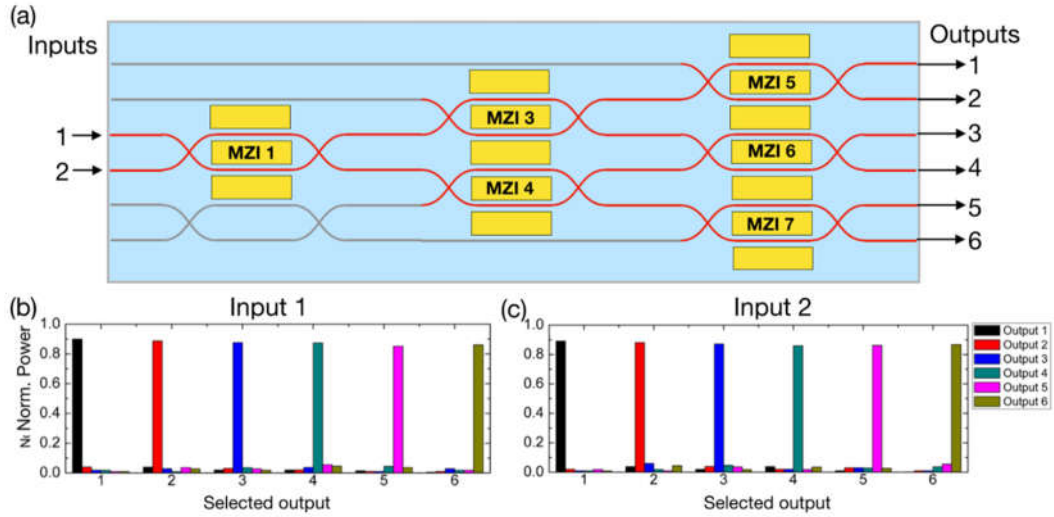 (a)
Inputs
Outputs
1
2
MZI 1
MZI 3
MZI 4
MZI 5
MZI 6
MZI 7
1
2
3
4
5
6
(b)
Input 1
Norm. Power
1.0
0.8
0.6
0.4
0.2
0.0
1 2 3 4 5 6
Selected output
(c)
Input 2
1.0
0.8
0.6
0.4
0.2
0.0
1 2 3 4 5 6
Selected output
Output 1
Output 2
Output 3
Output 4
Output 5
Output 6